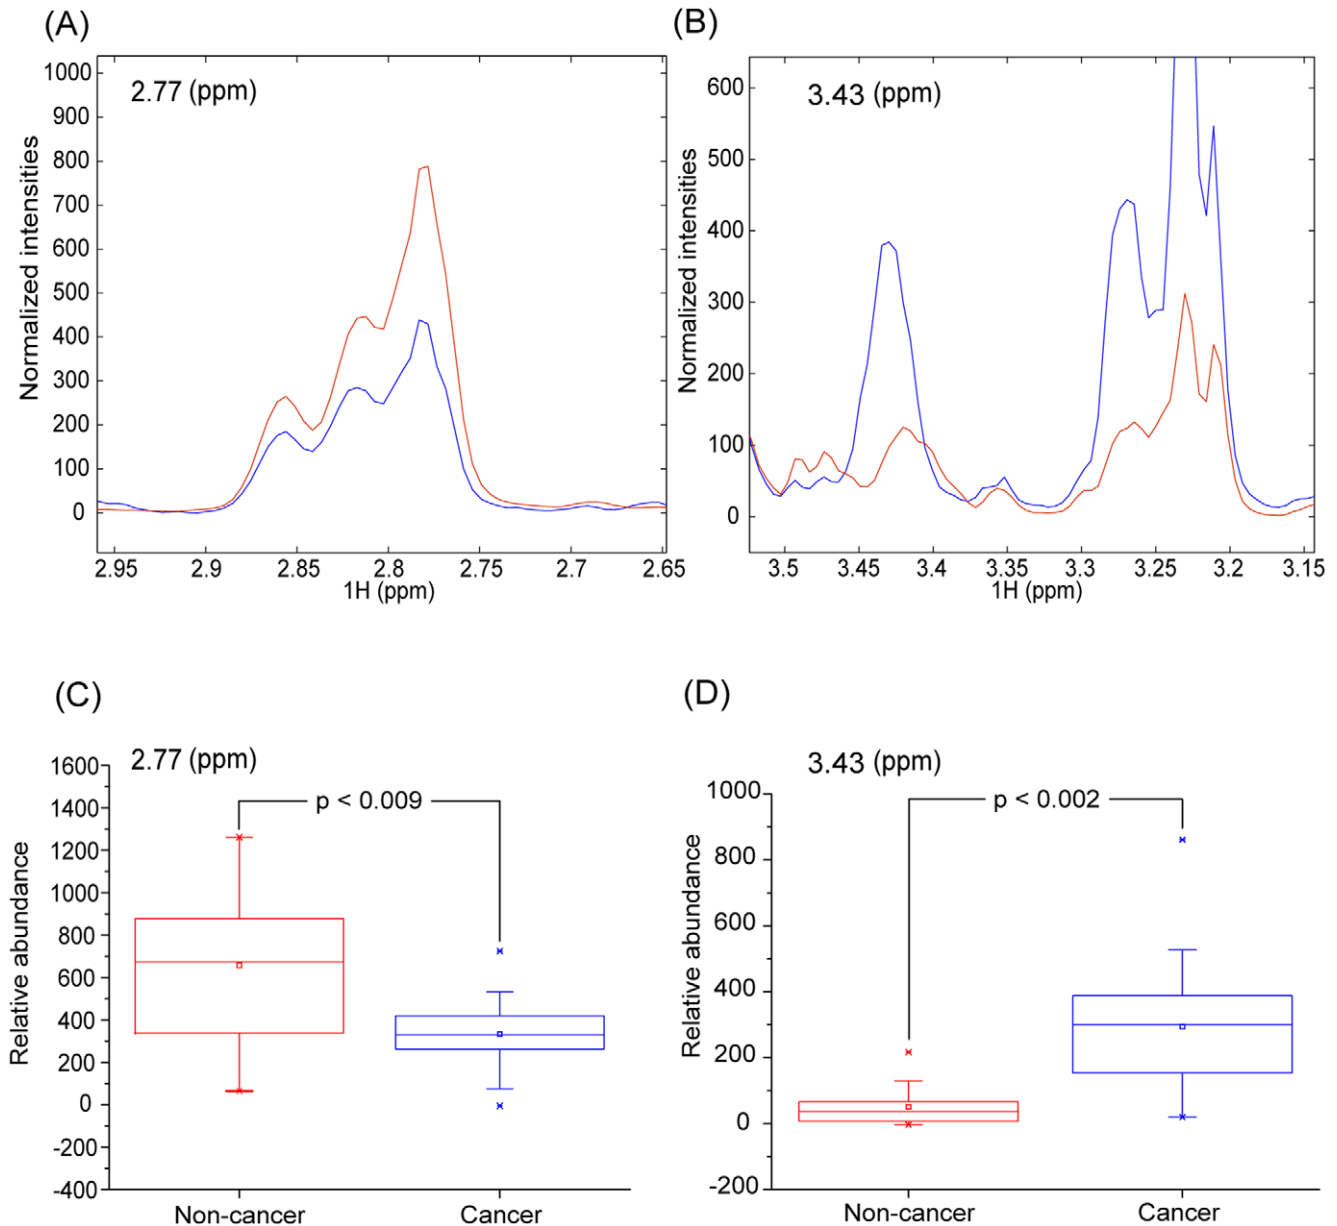 (A)
2.77 (ppm)
1000
900
800
700
600
500
400
300
200
100
0
Normalized intensities
2.95 2.9 2.85 2.8 2.75 2.7 2.65
1H (ppm)
(B)
3.43 (ppm)
600
500
400
300
200
100
0
Normalized intensities
3.5 3.45 3.4 3.35 3.3 3.25 3.2 3.15
1H (ppm)
(C)
2.77 (ppm)
p < 0.009
1600
1400
1200
1000
800
600
400
200
0
-200
-400
Relative abundance
Non-cancer Cancer
(D)
3.43 (ppm)
p < 0.002
1000
800
600
400
200
0
-200
Relative abundance
Non-cancer Cancer